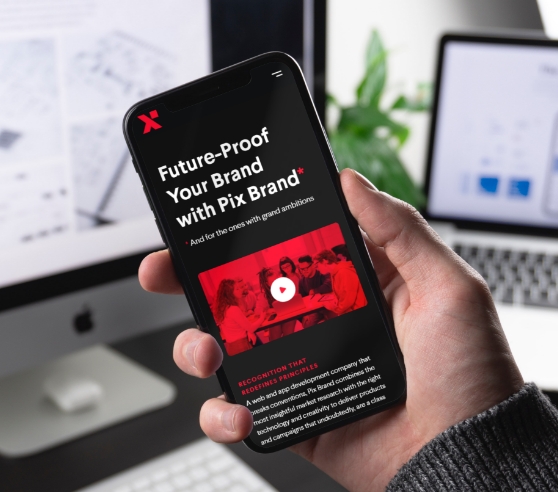 Future-Proof
Your Brand
with Pix Brand*
* And for the ones with grand ambitions
RECOGNITION THAT
REDEFINES PRINCIPLES
A web and app development company that
breaks conventions, Pix Brand combines the
most insightful market research with the right
technology and creativity to deliver products
and campaigns that undoubtedly, are a class